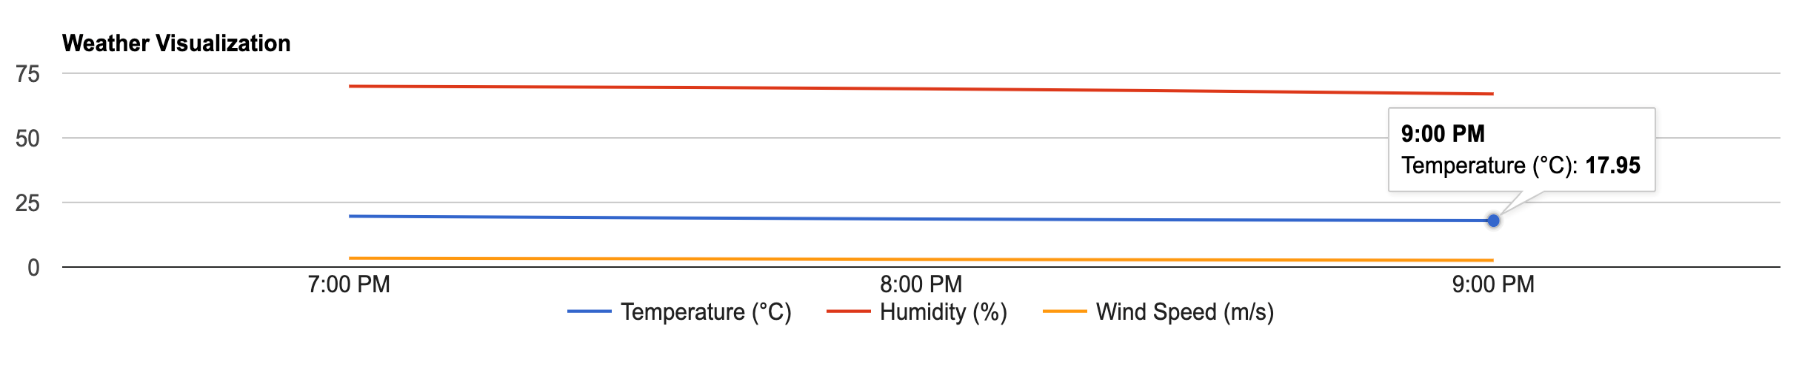 Weather Visualization
75
50
25
0
9:00 PM
Temperature (°C): 17.95
7:00 PM 8:00 PM 9:00 PM
Temperature (°C) Humidity (%) Wind Speed (m/s)